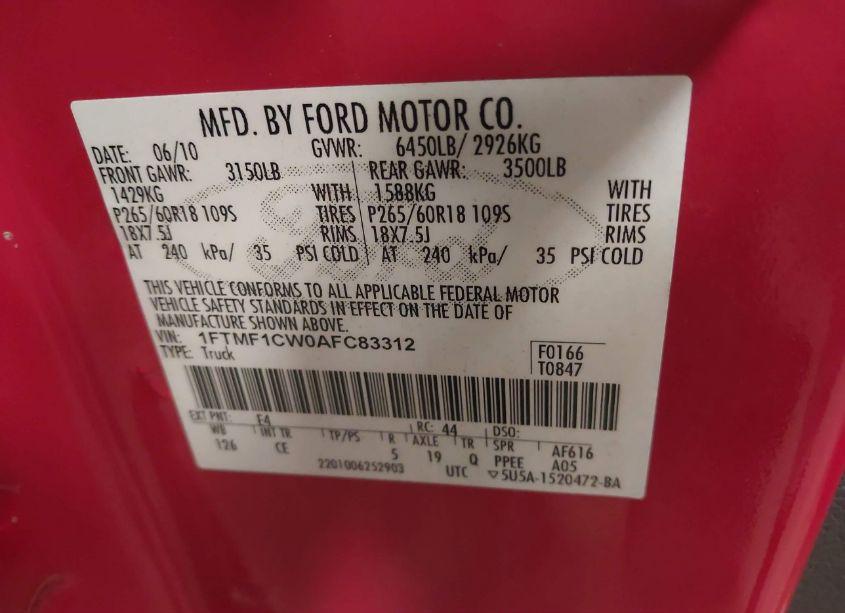 MFD. BY FORD MOTOR CO.
DATE: 06/10 GVWR: 6450LB/ 2926KG
FRONT GAWR: 3150LB REAR GAWR: 3500LB
1429KG WITH 1588KG WITH
P265/60R18 109S TIRES P265/60R18 109S TIRES
18X7.5J RIMS 18X7.5J RIMS
AT 240 kPa/ 35 PSI COLD AT 240 kPa/ 35 PSI COLD
THIS VEHICLE CONFORMS TO ALL APPLICABLE FEDERAL MOTOR
VEHICLE SAFETY STANDARDS IN EFFECT ON THE DATE OF
MANUFACTURE SHOWN ABOVE.
VIN: 1FTMF1CW0AFC83312 F0166
TYPE: Truck T0847
EXT PNT: E4 RC: 44 DSO:
WB INT TR TP/PS R AXLE TR SPR AF616
126 CE 5 19 Q PPEE A05
2201006252903 UTC 5U5A-1520472-BA